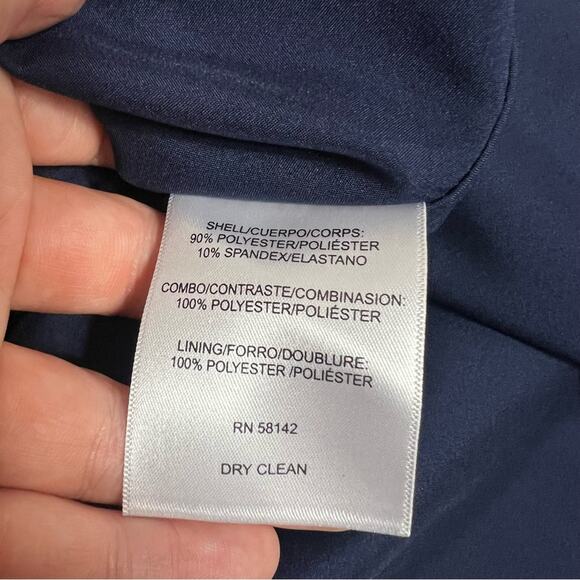 SHELL/CUERPO/CORPS:
90% POLYESTER/POLIÉSTER
10% SPANDEX/ELASTANO
COMBO/CONTRASTE/COMBINASION:
100% POLYESTER/POLIÉSTER
LINING/FORRO/DOUBLURE:
100% POLYESTER /POLIÉSTER
RN 58142
DRY CLEAN